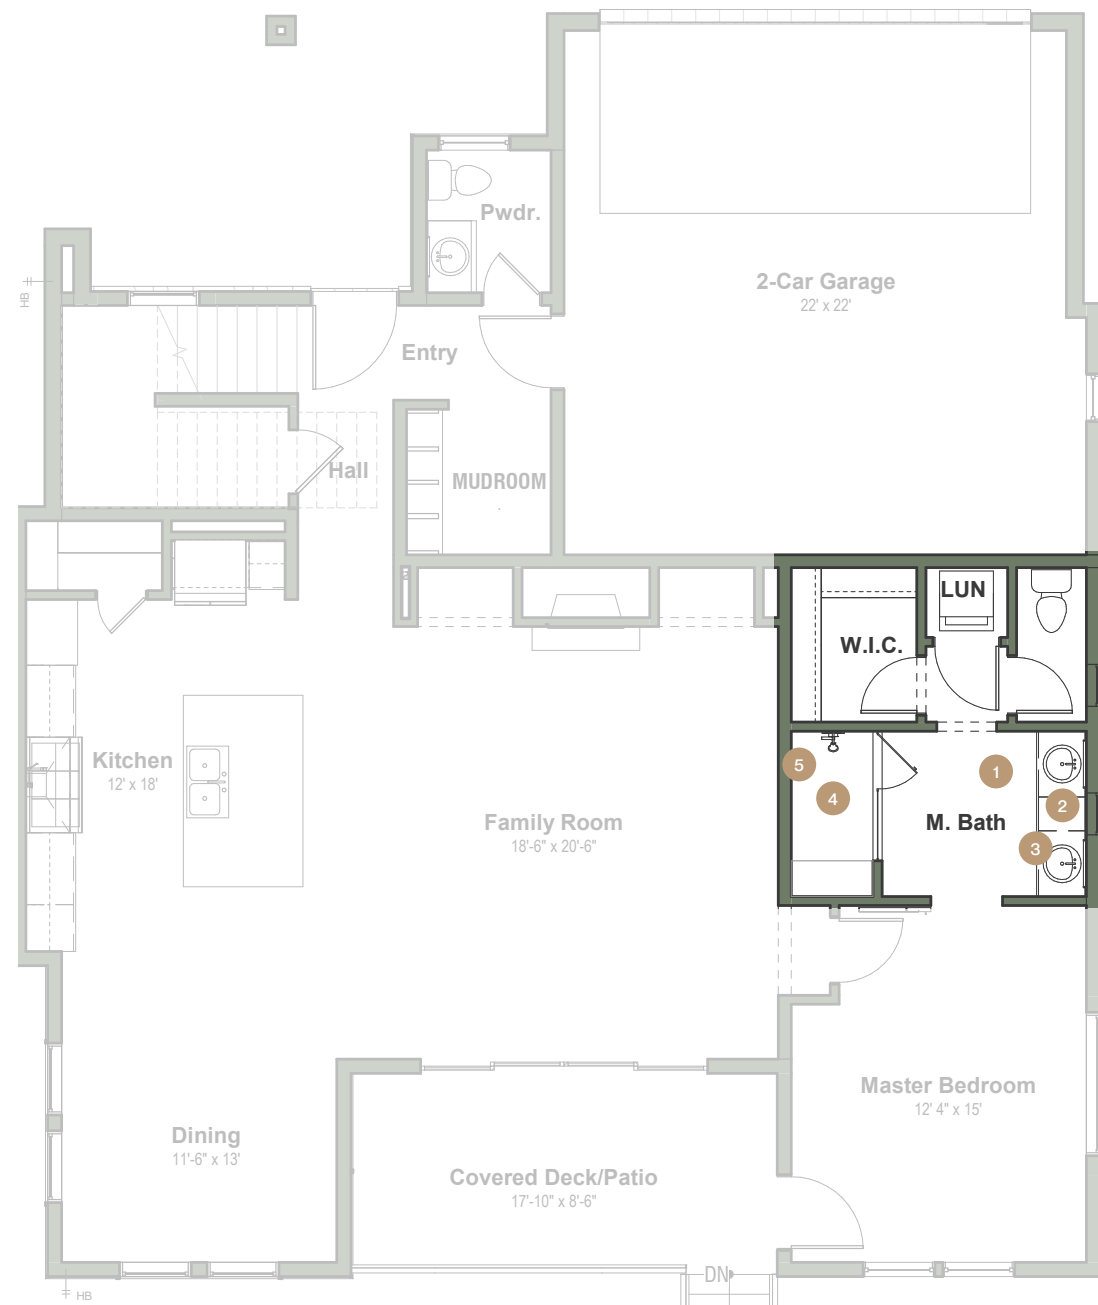 Pwdr.
2-Car Garage
22' x 22'
HB
Entry
Hall
MUDROOM
LUN
W.I.C.
Kitchen
12' x 18'
5
1
4
2
Family Room
18'-6" x 20'-6"
M. Bath
3
Master Bedroom
12' 4" x 15'
Dining
11'-6" x 13'
Covered Deck/Patio
17'-10" x 8'-6"
DN
HB